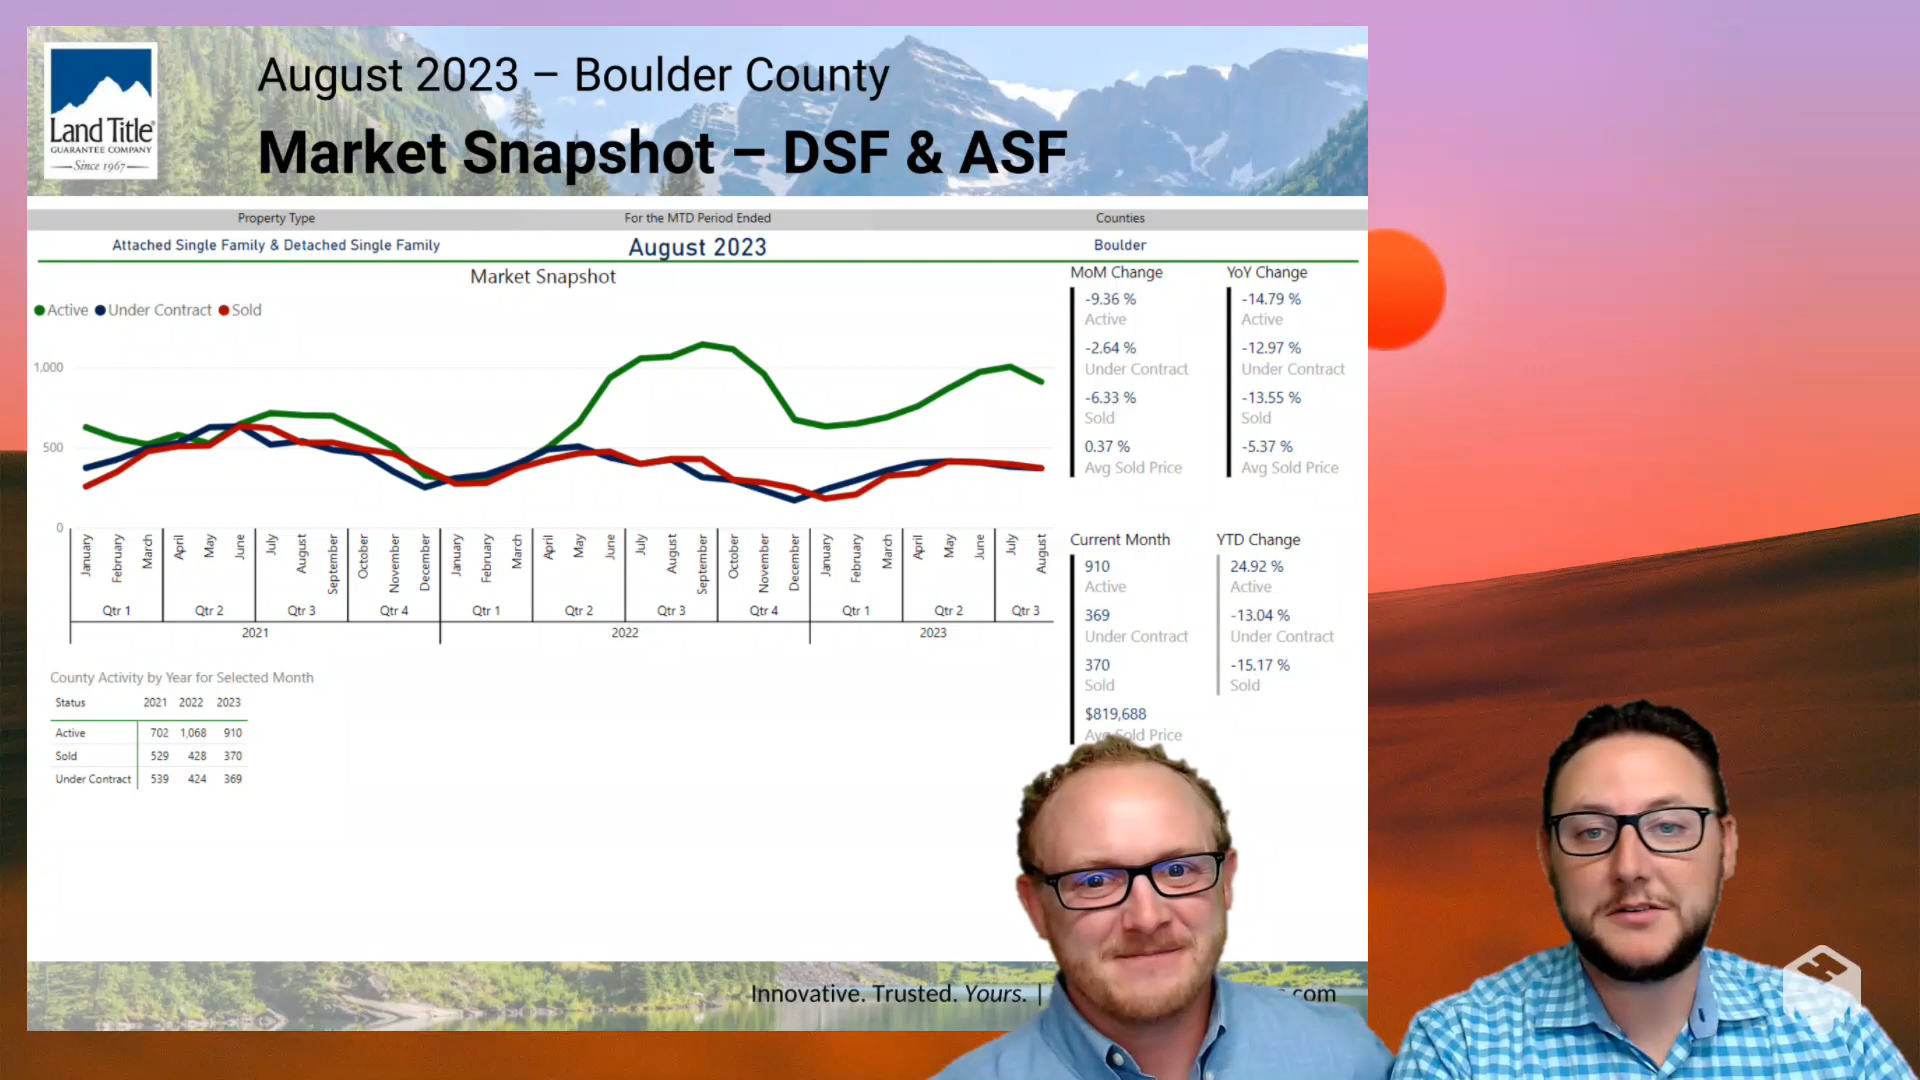 August 2023 – Boulder County
Market Snapshot – DSF & ASF
Land Title®
GUARANTEE COMPANY
Since 1967
Property Type
For the MTD Period Ended
Counties
Attached Single Family & Detached Single Family
August 2023
Boulder
Market Snapshot
Active Under Contract Sold
1,000
500
0
January February March April May June July August September October November December January February March April May June July August September October November December January February March April May June July August
Qtr 1 Qtr 2 Qtr 3 Qtr 4 Qtr 1 Qtr 2 Qtr 3 Qtr 4 Qtr 1 Qtr 2 Qtr 3
2021 2022 2023
MoM Change
-9.36 %
Active
-2.64 %
Under Contract
-6.33 %
Sold
0.37 %
Avg Sold Price
YoY Change
-14.79 %
Active
-12.97 %
Under Contract
-13.55 %
Sold
-5.37 %
Avg Sold Price
Current Month
910
Active
369
Under Contract
370
Sold
$819,688
Avg Sold Price
YTD Change
24.92 %
Active
-13.04 %
Under Contract
-15.17 %
Sold
County Activity by Year for Selected Month
Status 2021 2022 2023
Active 702 1,068 910
Sold 529 428 370
Under Contract 539 424 369
Innovative. Trusted. Yours. |
com